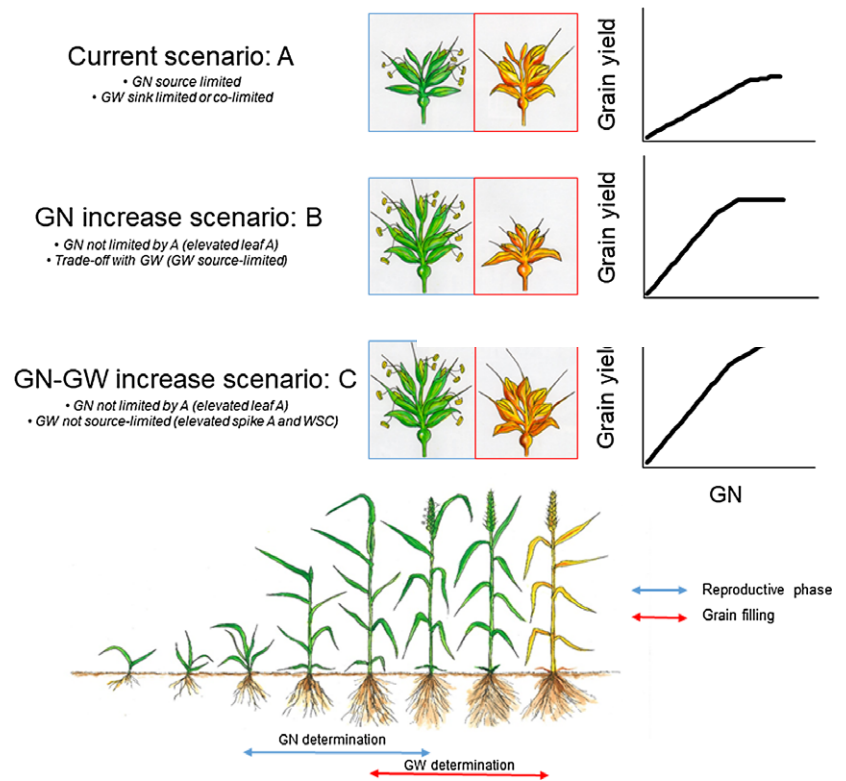 Current scenario: A
• GN source limited
• GW sink limited or co-limited
Grain yield
GN increase scenario: B
• GN not limited by A (elevated leaf A)
• Trade-off with GW (GW source-limited)
Grain yield
GN-GW increase scenario: C
• GN not limited by A (elevated leaf A)
• GW not source-limited (elevated spike A and WSC)
Grain yield
GN
Reproductive phase
Grain filling
GN determination
GW determination